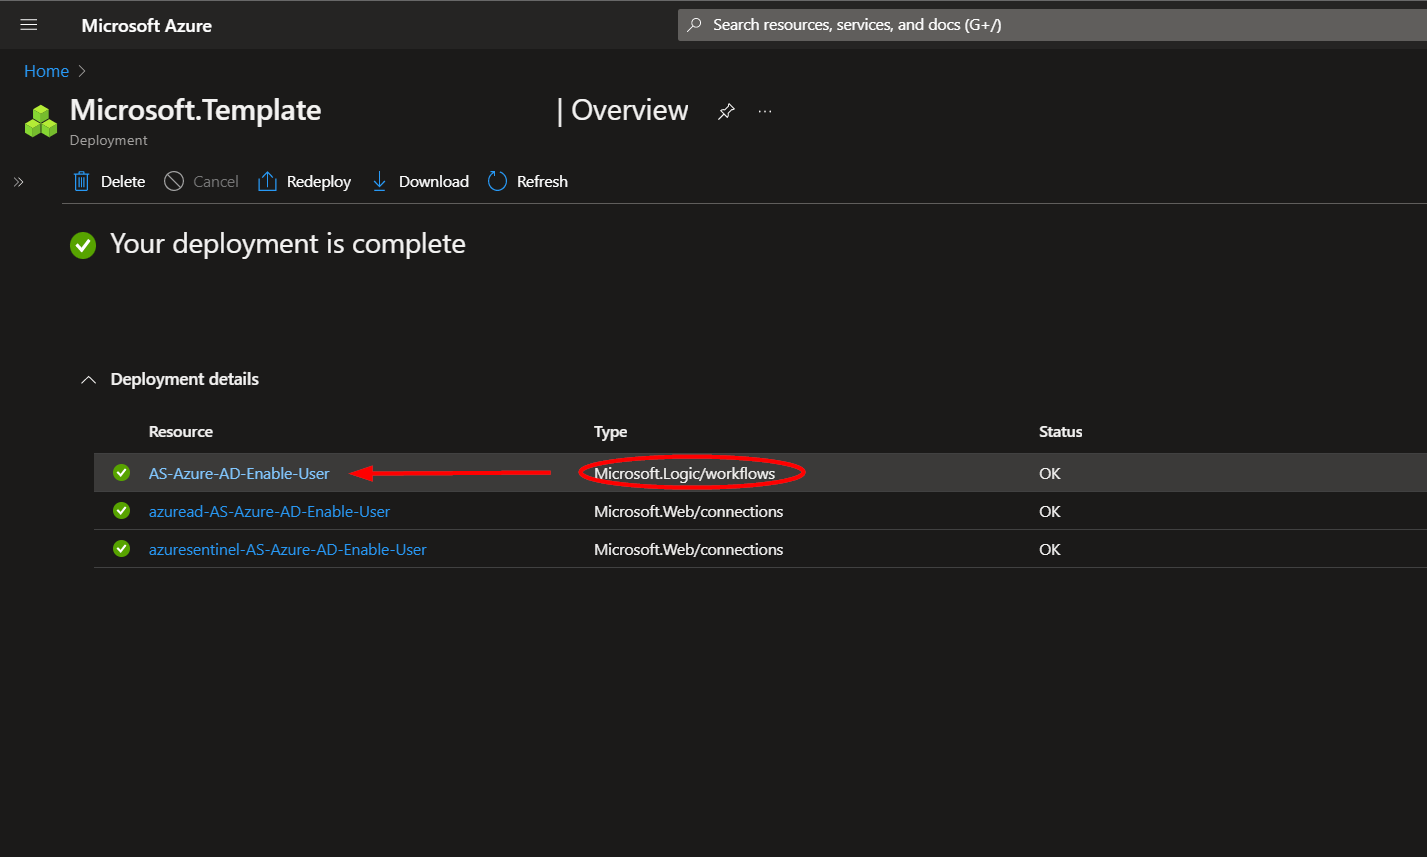 Microsoft Azure
Search resources, services, and docs (G+/)
Home
Microsoft.Template | Overview
Deployment
Delete Cancel Redeploy Download Refresh
Your deployment is complete
Deployment details
Resource Type Status
AS-Azure-AD-Enable-User Microsoft.Logic/workflows OK
azuread-AS-Azure-AD-Enable-User Microsoft.Web/connections OK
azuresentinel-AS-Azure-AD-Enable-User Microsoft.Web/connections OK